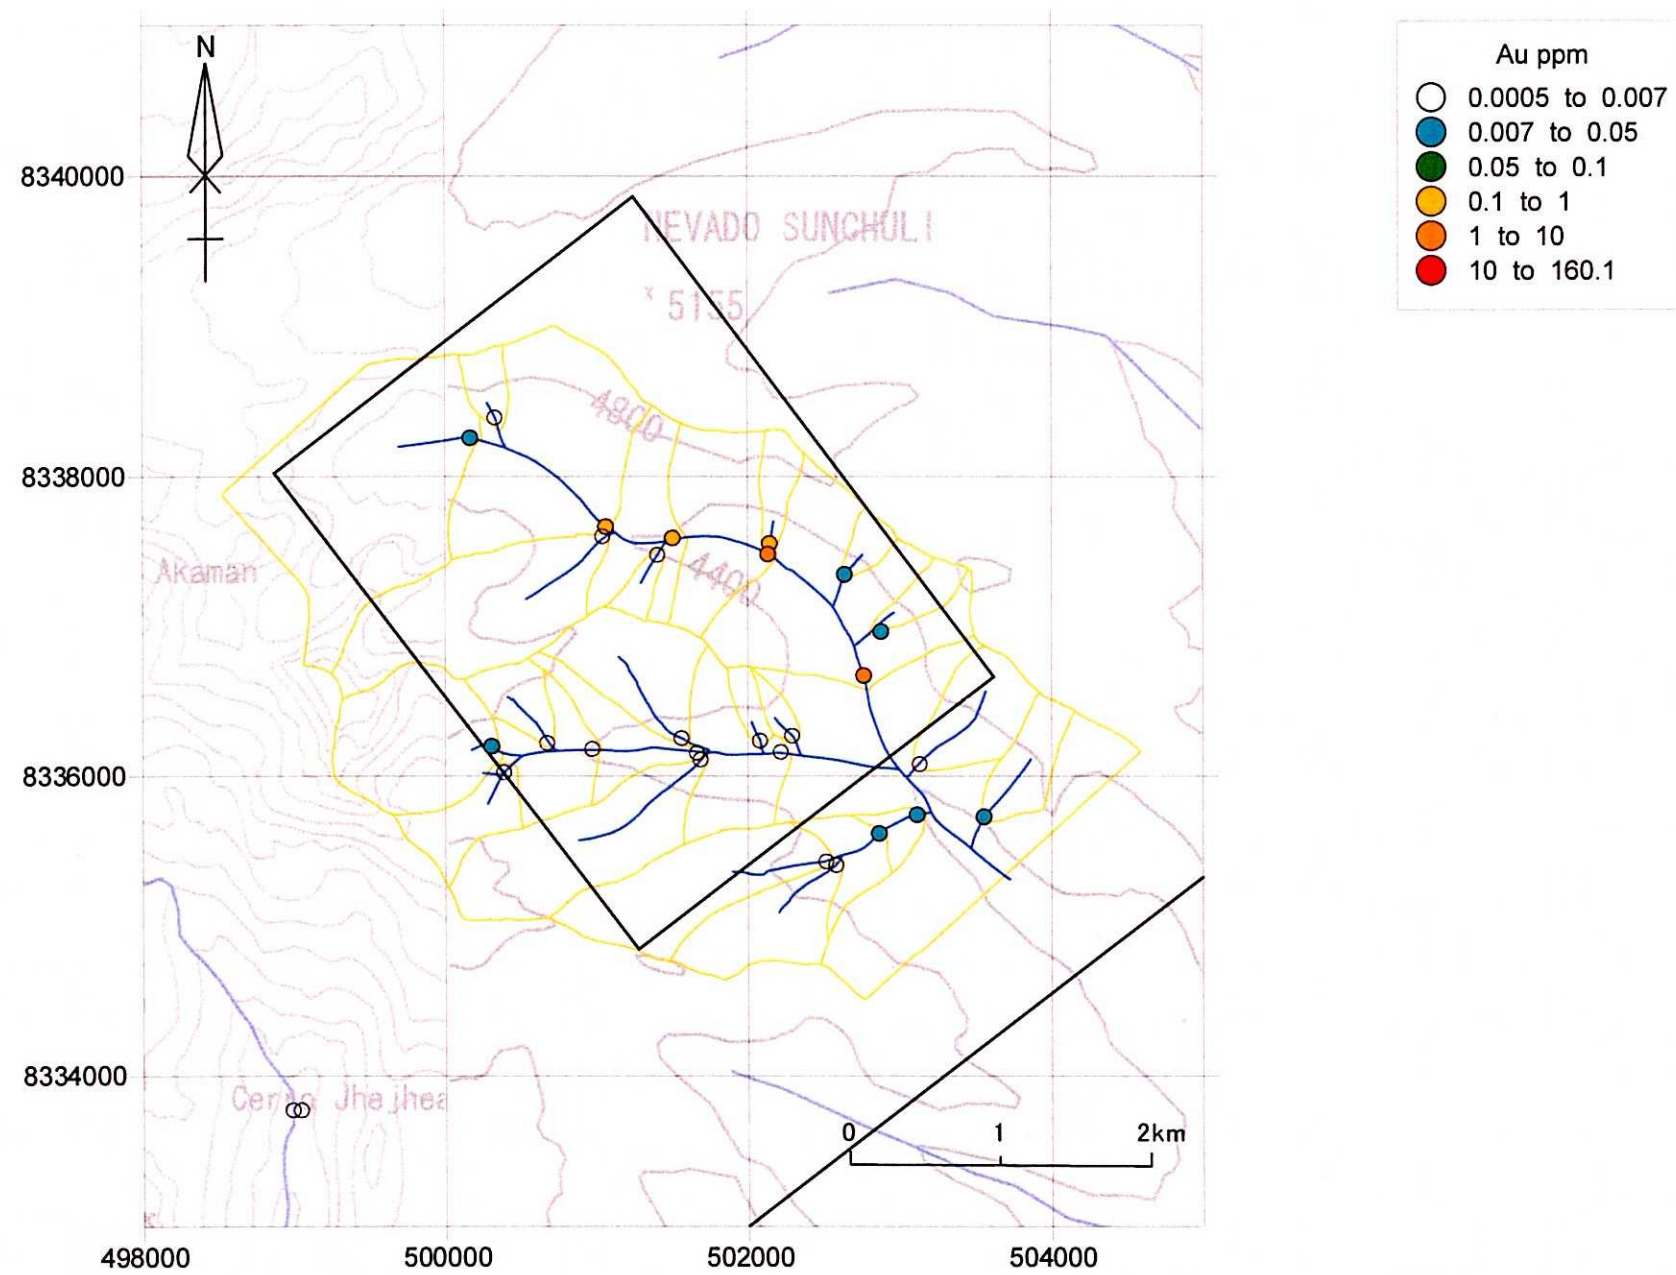 N
Au ppm
0.0005 to 0.007
0.007 to 0.05
0.05 to 0.1
0.1 to 1
1 to 10
10 to 160.1
8340000
NEVADO SUNCHULI
x 5155
4800
8338000
Akaman
4400
8336000
8334000
Cerro Jhejhea
0 1 2km
498000 500000 502000 504000